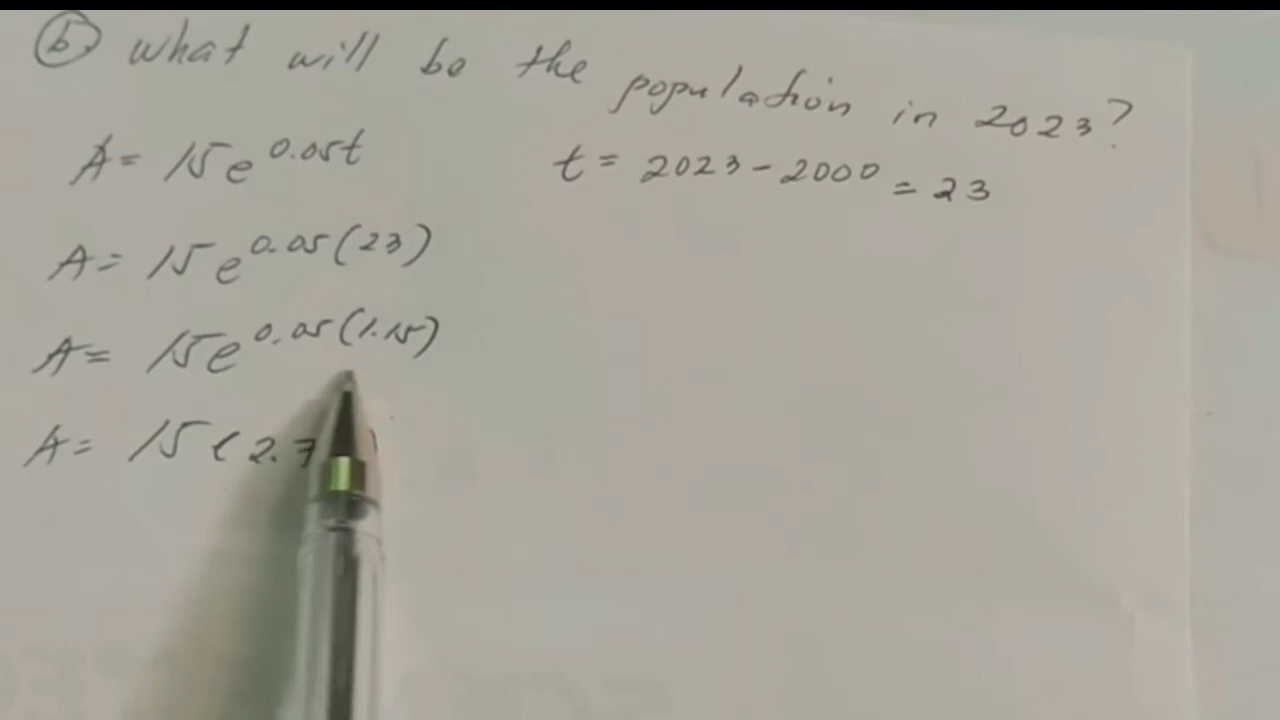 b what will be the population in 2023?
A = 15e^0.05t t = 2023 - 2000 = 23
A = 15e^0.05(23)
A = 15e^0.05(1.15)
A = 15(2.7